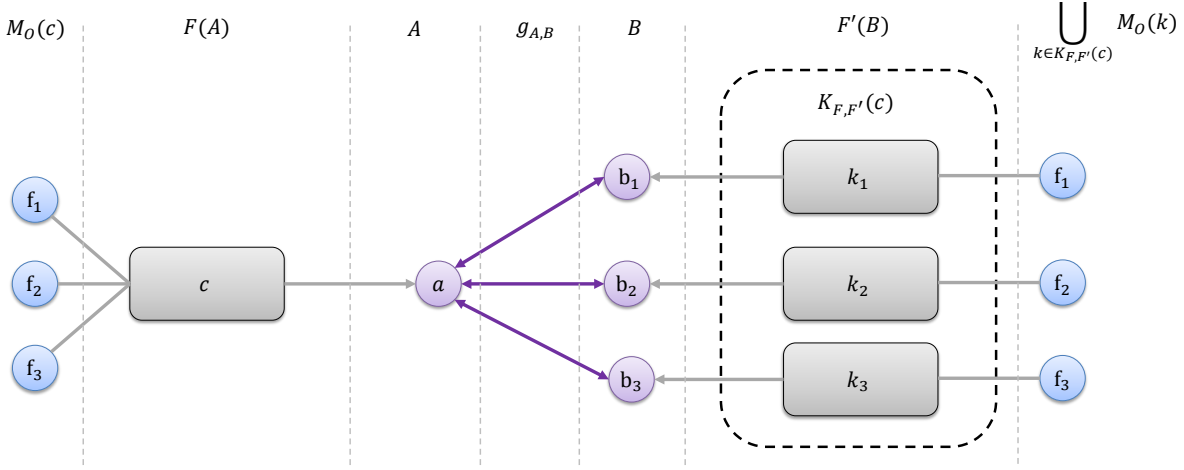 M_O(c) F(A) A g_{A,B} B F′(B) ⋃_{k∈K_{F,F′}(c)} M_O(k)
K_{F,F′}(c)
b₁ k₁ f₁
f₁
f₂ c a b₂ k₂ f₂
f₃
b₃ k₃ f₃